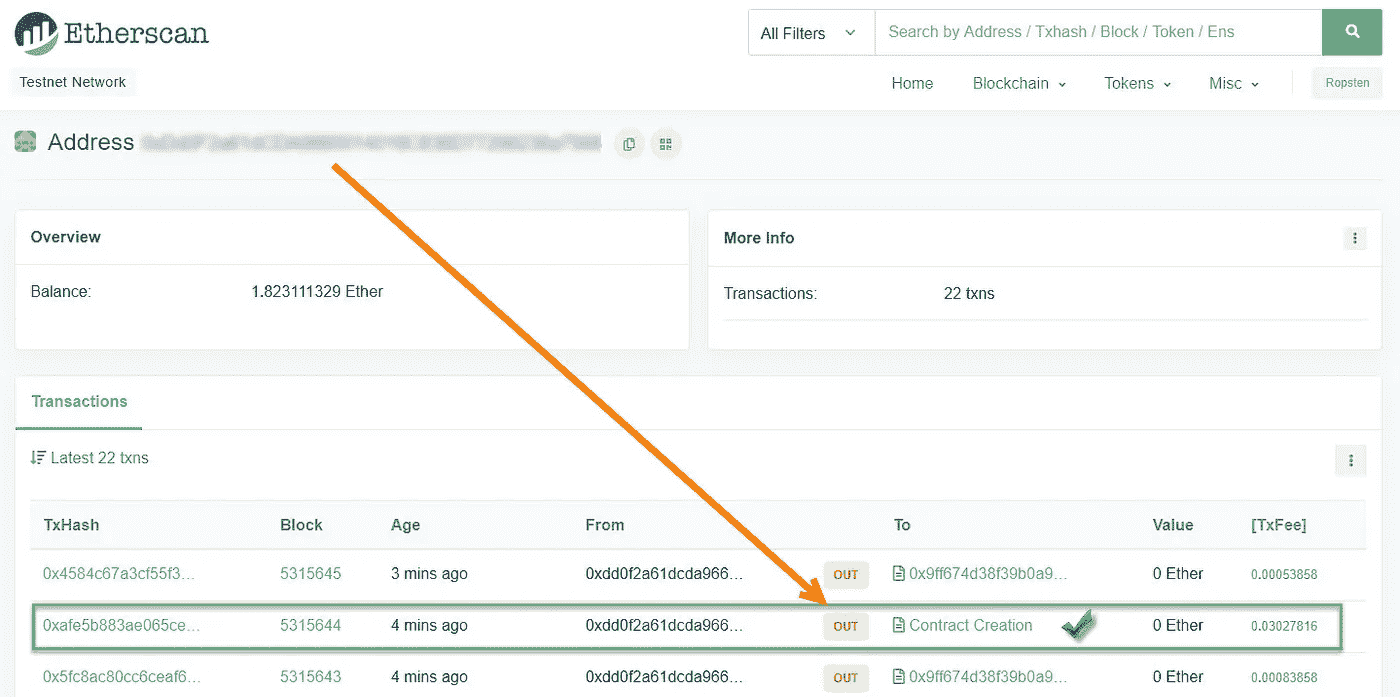 Etherscan
All Filters
Search by Address / Txhash / Block / Token / Ens
Testnet Network
Home Blockchain Tokens Misc Ropsten
Address
Overview
Balance: 1.823111329 Ether
More Info
Transactions: 22 txns
Transactions
Latest 22 txns
TxHash Block Age From To Value [TxFee]
0x4584c67a3cf55f3... 5315645 3 mins ago 0xdd0f2a61dcda966... OUT 0x9ff674d38f39b0a9... 0 Ether 0.00053858
0xafe5b883ae065ce... 5315644 4 mins ago 0xdd0f2a61dcda966... OUT Contract Creation 0 Ether 0.03027816
0x5fc8ac80cc6ceaf6... 5315643 4 mins ago 0xdd0f2a61dcda966... OUT 0x9ff674d38f39b0a9... 0 Ether 0.00083858